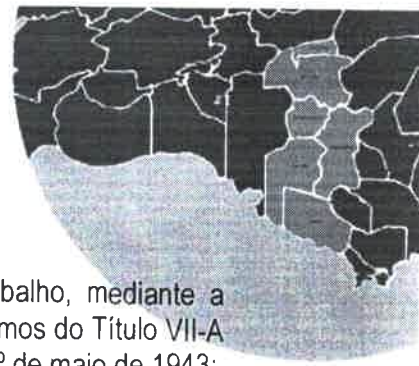 balho, mediante a
mos do Título VII-A
º de maio de 1943;